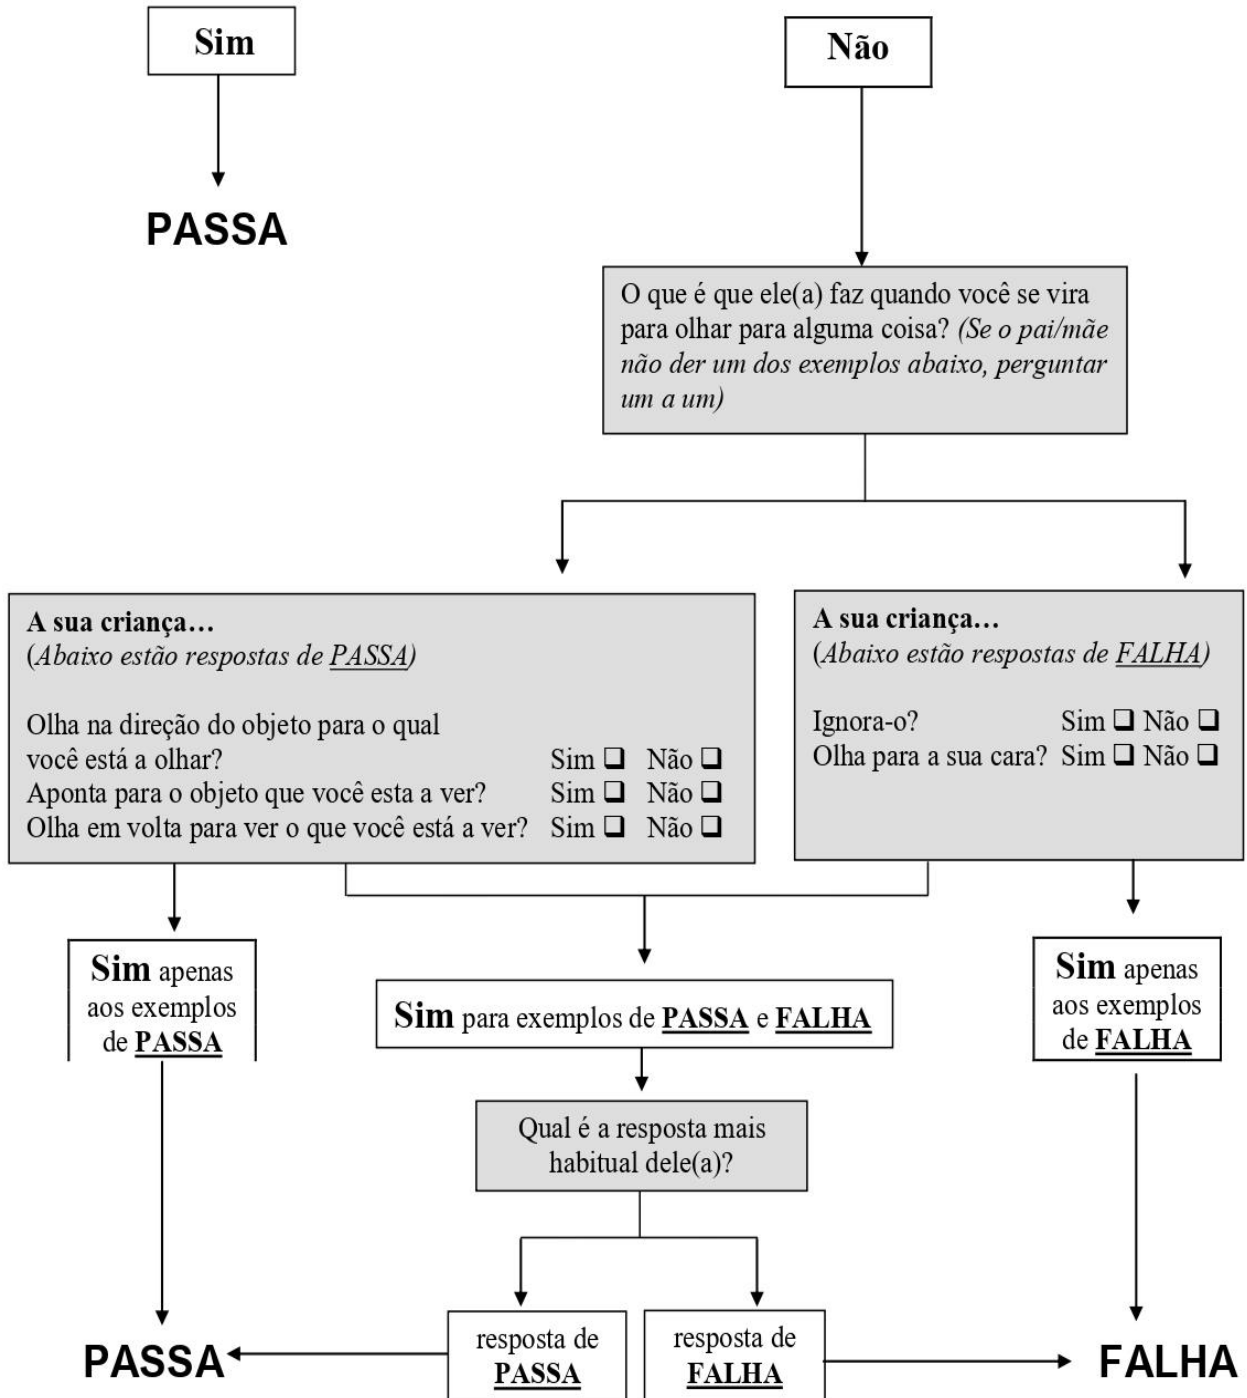 Sim
Não
PASSA
O que é que ele(a) faz quando você se vira
para olhar para alguma coisa? (Se o pai/mãe
não der um dos exemplos abaixo, perguntar
um a um)
A sua criança…
(Abaixo estão respostas de PASSA)
Olha na direção do objeto para o qual
você está a olhar? Sim ❑ Não ❑
Aponta para o objeto que você esta a ver? Sim ❑ Não ❑
Olha em volta para ver o que você está a ver? Sim ❑ Não ❑
A sua criança…
(Abaixo estão respostas de FALHA)
Ignora-o? Sim ❑ Não ❑
Olha para a sua cara? Sim ❑ Não ❑
Sim apenas
aos exemplos
de PASSA
Sim para exemplos de PASSA e FALHA
Sim apenas
aos exemplos
de FALHA
Qual é a resposta mais
habitual dele(a)?
PASSA
resposta de
PASSA
resposta de
FALHA
FALHA